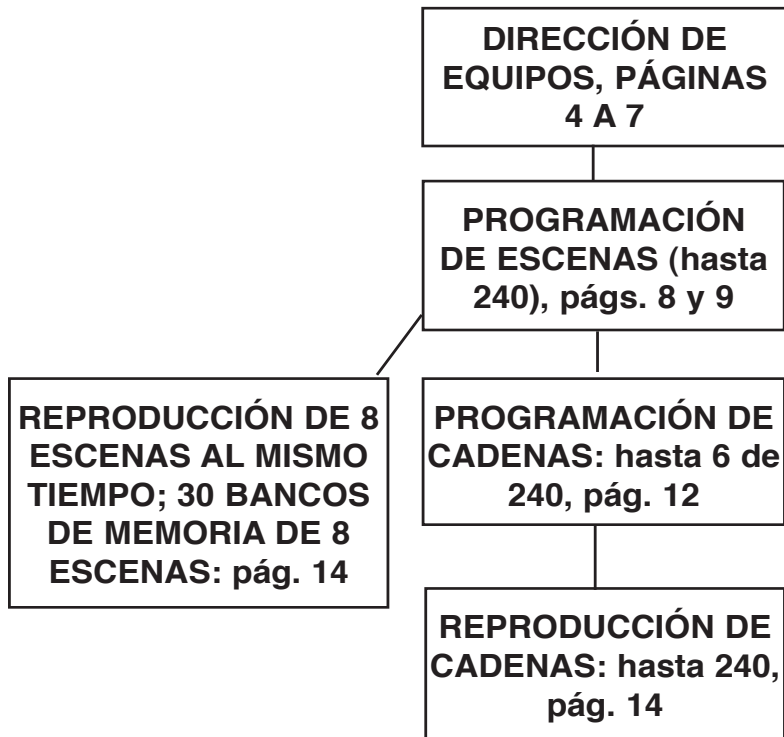 DIRECCIÓN DE
EQUIPOS, PÁGINAS
4 A 7
PROGRAMACIÓN
DE ESCENAS (hasta
240), págs. 8 y 9
REPRODUCCIÓN DE 8
ESCENAS AL MISMO
TIEMPO; 30 BANCOS
DE MEMORIA DE 8
ESCENAS: pág. 14
PROGRAMACIÓN DE
CADENAS: hasta 6 de
240, pág. 12
REPRODUCCIÓN DE
CADENAS: hasta 240,
pág. 14